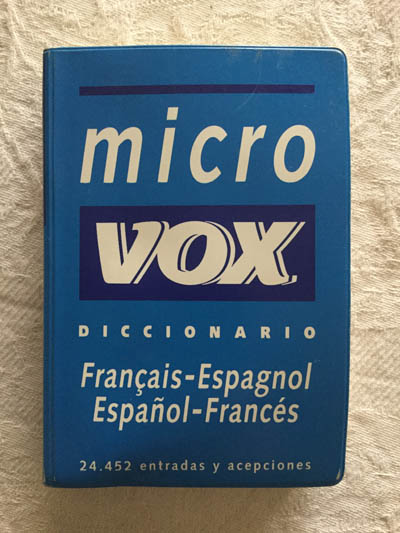 micro
VOX
DICCIONARIO
Français-Espagnol
Español-Francés
24.452 entradas y acepciones